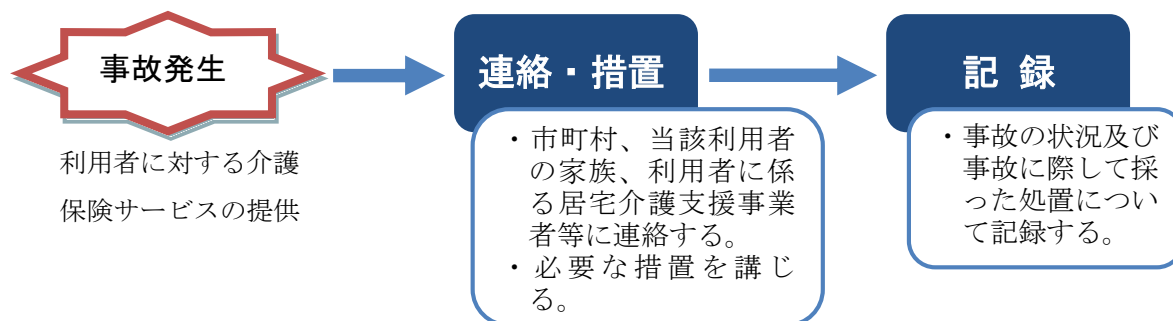 事故発生
利用者に対する介護
保険サービスの提供
連絡・措置
・市町村、当該利用者
の家族、利用者に係
る居宅介護支援事業
者等に連絡する。
・必要な措置を講じ
る。
記 録
・事故の状況及び
事故に際して採
った処置につい
て記録する。